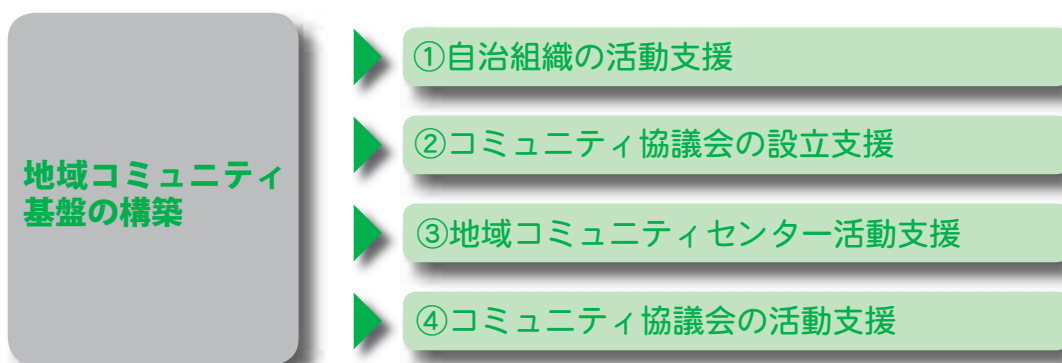 地域コミュニティ
基盤の構築
①自治組織の活動支援
②コミュニティ協議会の設立支援
③地域コミュニティセンター活動支援
④コミュニティ協議会の活動支援